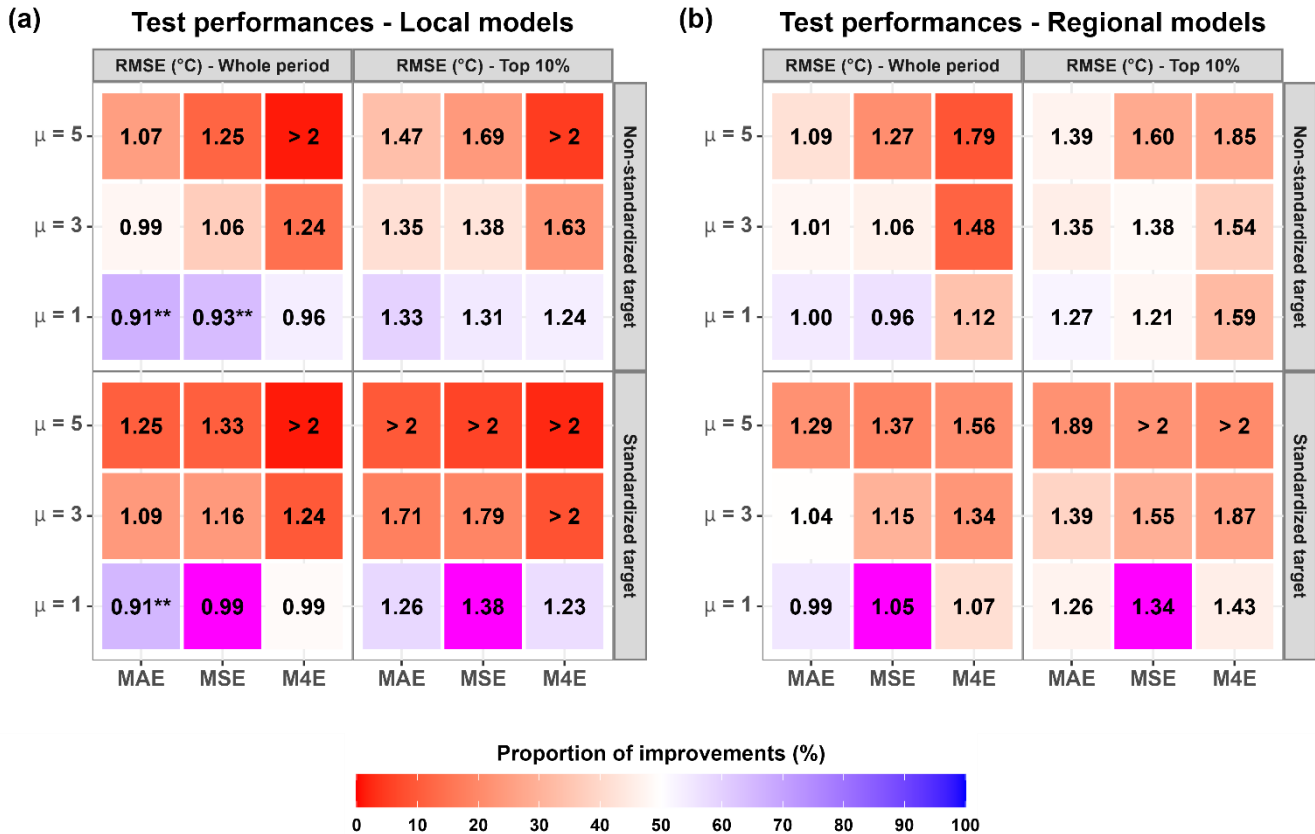 (a) Test performances - Local models
RMSE (°C) - Whole period RMSE (°C) - Top 10%
μ = 5 1.07 1.25 > 2 1.47 1.69 > 2
μ = 3 0.99 1.06 1.24 1.35 1.38 1.63
μ = 1 0.91** 0.93** 0.96 1.33 1.31 1.24
Non-standardized target
μ = 5 1.25 1.33 > 2 > 2 > 2 > 2
μ = 3 1.09 1.16 1.24 1.71 1.79 > 2
μ = 1 0.91** 0.99 0.99 1.26 1.38 1.23
Standardized target
MAE MSE M4E MAE MSE M4E
(b) Test performances - Regional models
RMSE (°C) - Whole period RMSE (°C) - Top 10%
μ = 5 1.09 1.27 1.79 1.39 1.60 1.85
μ = 3 1.01 1.06 1.48 1.35 1.38 1.54
μ = 1 1.00 0.96 1.12 1.27 1.21 1.59
Non-standardized target
μ = 5 1.29 1.37 1.56 1.89 > 2 > 2
μ = 3 1.04 1.15 1.34 1.39 1.55 1.87
μ = 1 0.99 1.05 1.07 1.26 1.34 1.43
Standardized target
MAE MSE M4E MAE MSE M4E
Proportion of improvements (%)
0 10 20 30 40 50 60 70 80 90 100